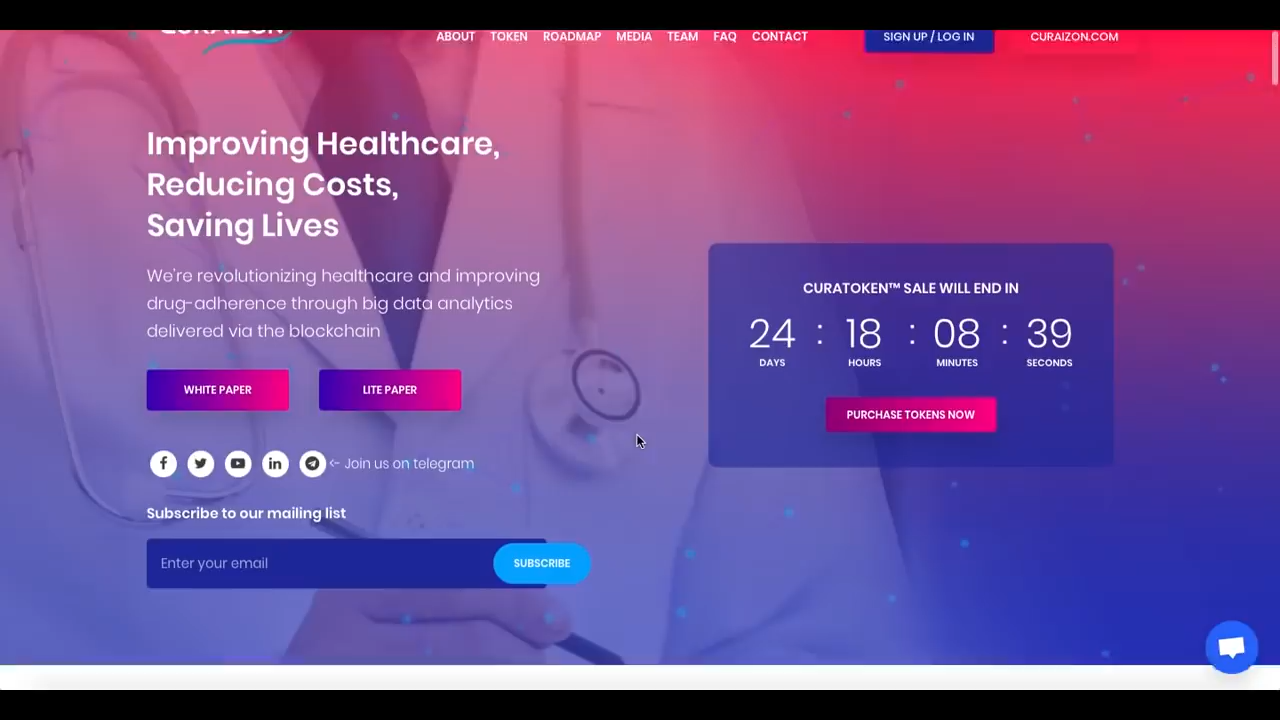 CURAIZON
ABOUT TOKEN ROADMAP MEDIA TEAM FAQ CONTACT SIGN UP / LOG IN CURAIZON.COM
Improving Healthcare,
Reducing Costs,
Saving Lives
We're revolutionizing healthcare and improving
drug-adherence through big data analytics
delivered via the blockchain
WHITE PAPER LITE PAPER
<- Join us on telegram
Subscribe to our mailing list
Enter your email SUBSCRIBE
CURATOKEN™ SALE WILL END IN
24 : 18 : 08 : 39
DAYS HOURS MINUTES SECONDS
PURCHASE TOKENS NOW